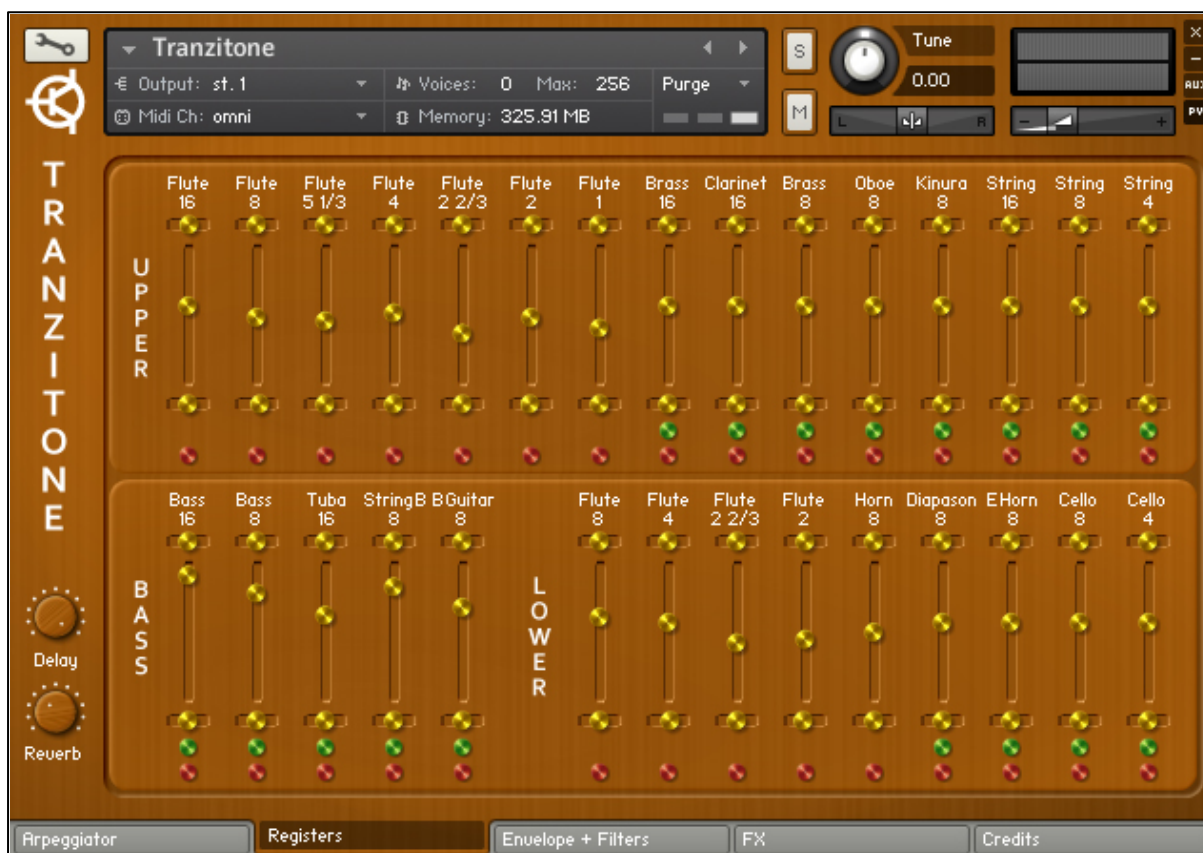 Tranzitone
S
Tune
×
Output: st. 1
Voices: 0 Max: 256
Purge
0.00
AUX
Midi Ch: omni
Memory: 325.91 MB
M
L
R
-
+
PV
TRANZITONE
Flute Flute Flute Flute Flute Flute Flute Brass Clarinet Brass Oboe Kinura String String String
16 8 5 1/3 4 2 2/3 2 1 16 16 8 8 8 16 8 4
UPPER
Bass Bass Tuba StringB BGuitar Flute Flute Flute Flute Horn Diapason EHorn Cello Cello
16 8 16 8 8 8 4 2 2/3 2 8 8 8 8 4
BASS
LOWER
Delay
Reverb
Arpeggiator
Registers
Envelope + Filters
FX
Credits